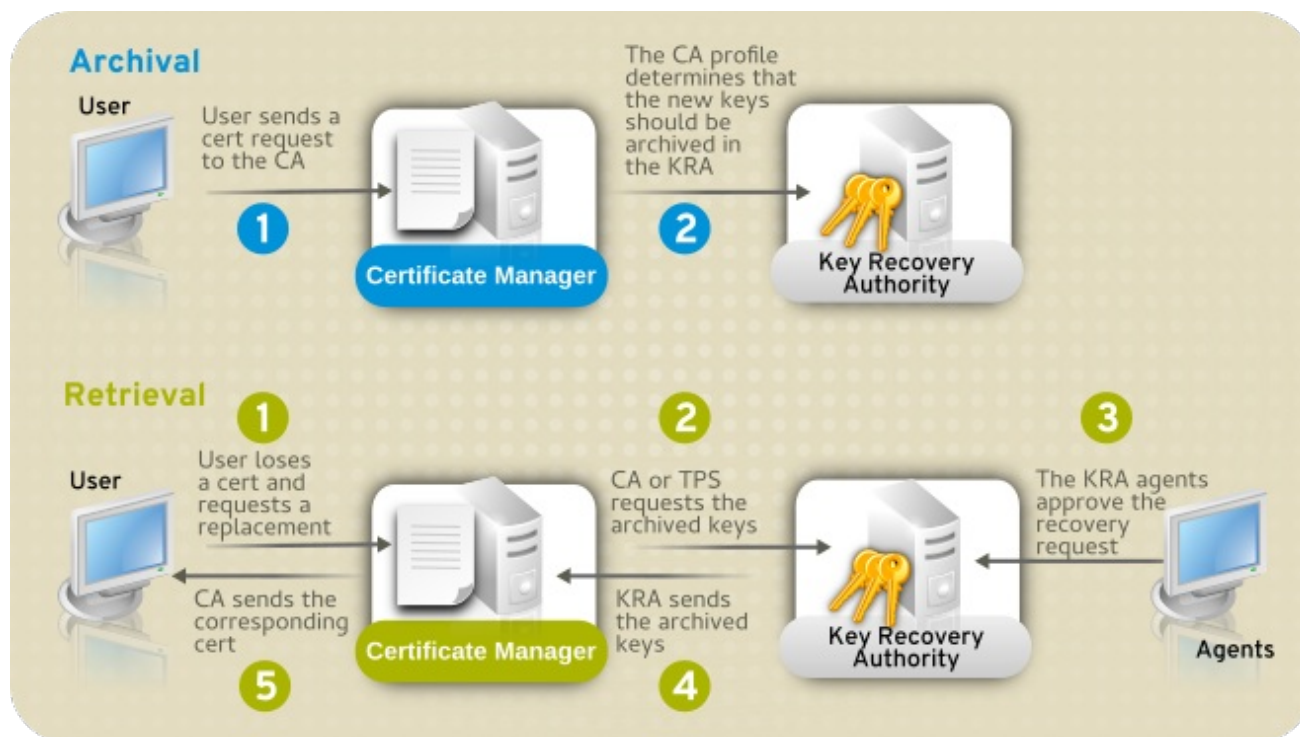 Archival
User
User sends a
cert request
to the CA
1
Certificate Manager
The CA profile
determines that
the new keys
should be
archived in
the KRA
2
Key Recovery
Authority
Retrieval
1
2
3
User
User loses
a cert and
requests a
replacement
CA sends the
corresponding
cert
5
Certificate Manager
CA or TPS
requests the
archived keys
KRA sends
the archived
keys
4
Key Recovery
Authority
The KRA agents
approve the
recovery
request
Agents